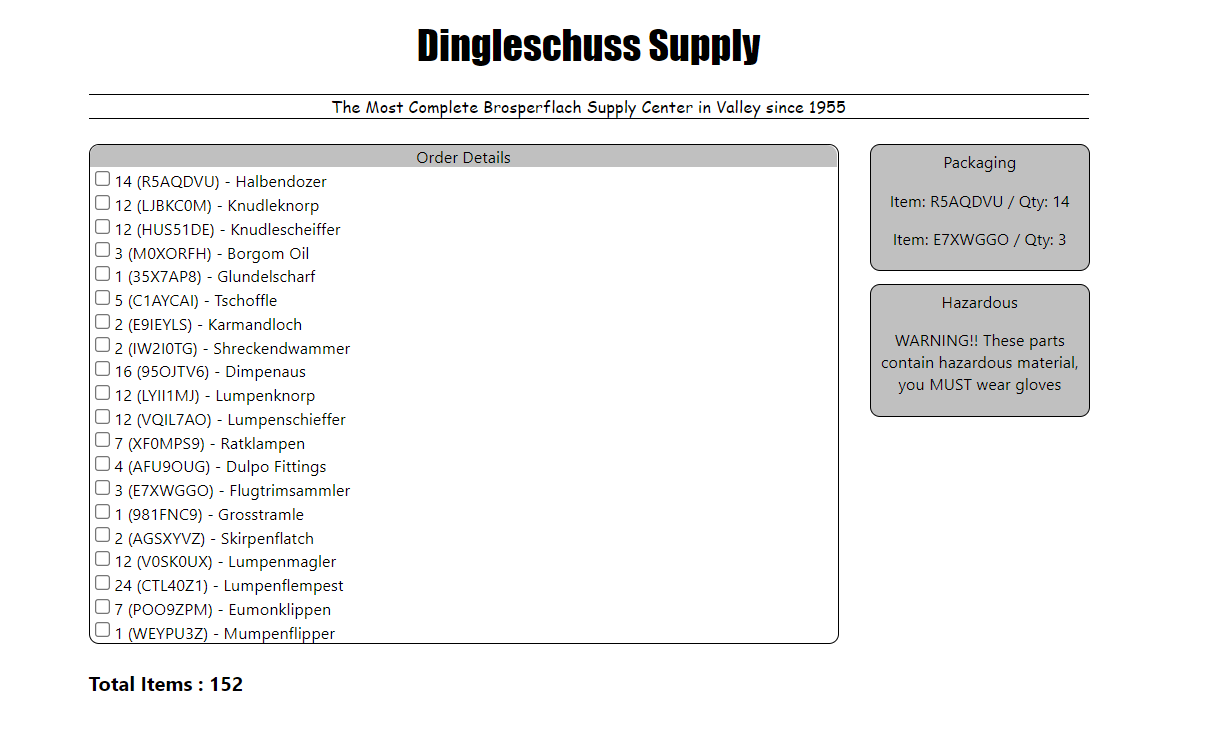 Dingleschuss Supply
The Most Complete Brosperflach Supply Center in Valley since 1955
Order Details
14 (R5AQDVU) - Halbendozer
12 (LJBKC0M) - Knudleknorp
12 (HUS51DE) - Knudlescheiffer
3 (M0XORFH) - Borgom Oil
1 (35X7AP8) - Glundelscharf
5 (C1AYCAI) - Tschoffle
2 (E9IEYLS) - Karmandloch
2 (IW2I0TG) - Shreckendwammer
16 (95OJTV6) - Dimpenaus
12 (LYII1MJ) - Lumpenknorp
12 (VQIL7AO) - Lumpenschieffer
7 (XF0MPS9) - Ratklampen
4 (AFU9OUG) - Dulpo Fittings
3 (E7XWGGO) - Flugtrimsammler
1 (981FNC9) - Grosstramle
2 (AGSXYVZ) - Skirpenflatch
12 (V0SK0UX) - Lumpenmagler
24 (CTL40Z1) - Lumpenflempest
7 (POO9ZPM) - Eumonklippen
1 (WEYPU3Z) - Mumpenflipper
Total Items : 152
Packaging
Item: R5AQDVU / Qty: 14
Item: E7XWGGO / Qty: 3
Hazardous
WARNING!! These parts
contain hazardous material,
you MUST wear gloves